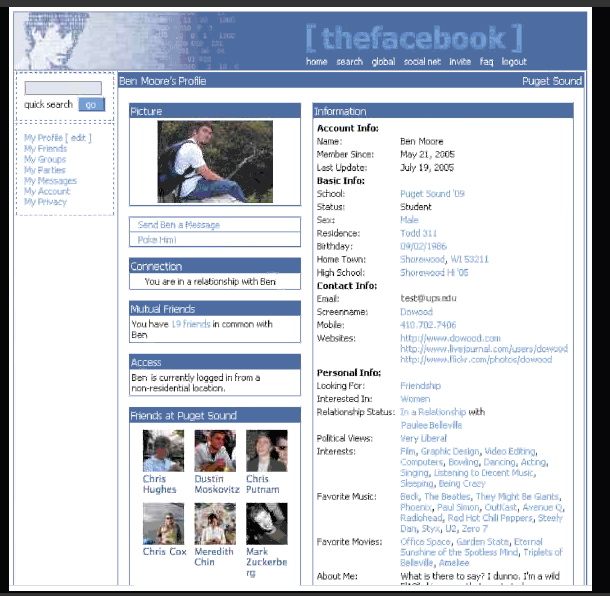 [ thefacebook ]
home search global social net invite faq logout
quick search go
My Profile [ edit ]
My Friends
My Groups
My Parties
My Messages
My Account
My Privacy
Ben Moore's Profile Puget Sound
Picture
Send Ben a Message
Poke Him!
Connection
You are in a relationship with Ben
Mutual Friends
You have 19 friends in common with
Ben
Access
Ben is currently logged in from a
non-residential location.
Friends at Puget Sound
Chris
Hughes
Dustin
Moskovitz
Chris
Putnam
Chris Cox
Meredith
Chin
Mark
Zuckerbe
rg
Information
Account Info:
Name: Ben Moore
Member Since: May 21, 2005
Last Update: July 19, 2005
Basic Info:
School: Puget Sound '09
Status: Student
Sex: Male
Residence: Todd 311
Birthday: 09/02/1986
Home Town: Shorewood, WI 53211
High School: Shorewood Hi '05
Contact Info:
Email: test@ups.edu
Screenname: Dowood
Mobile: 410.702.7406
Websites: http://www.dowood.com
http://www.livejournal.com/users/dowood
http://www.flickr.com/photos/dowood
Personal Info:
Looking For: Friendship
Interested In: Women
Relationship Status: In a Relationship with
Paulee Belleville
Political Views: Very Liberal
Interests: Film, Graphic Design, Video Editing,
Computers, Bowling, Dancing, Acting,
Singing, Listening to Decent Music,
Sleeping, Being Crazy
Favorite Music: Beck, The Beatles, They Might Be Giants,
Phoenix, Paul Simon, OutKast, Avenue Q,
Radiohead, Red Hot Chili Peppers, Steely
Dan, Styx, U2, Zero 7
Favorite Movies: Office Space, Garden State, Eternal
Sunshine of the Spotless Mind, Triplets of
Belleville, Amelie
About Me: What is there to say? I dunno. I'm a wild